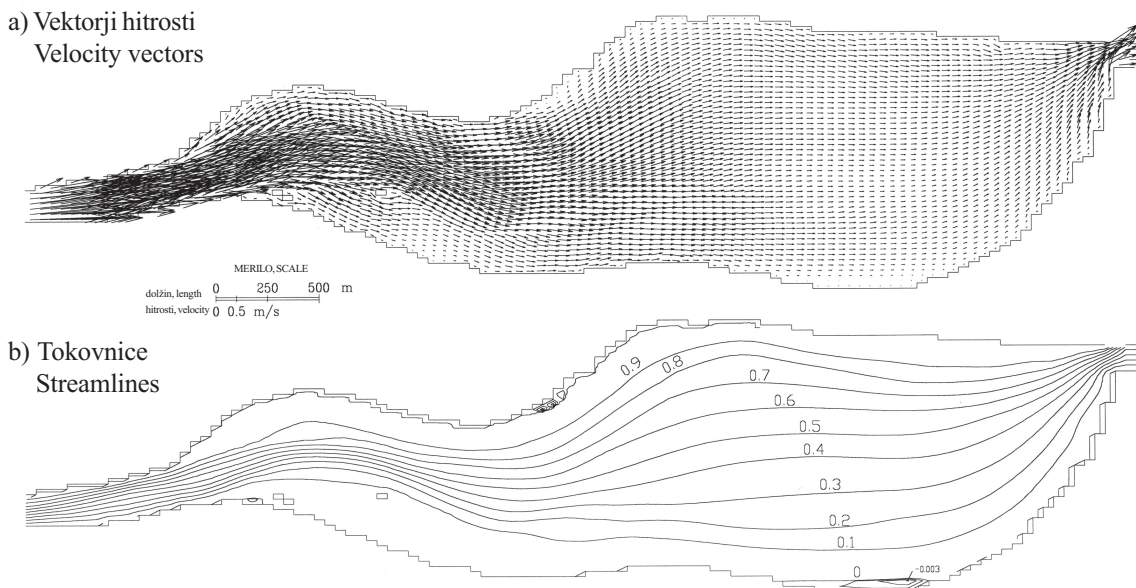 a) Vektorji hitrosti
Velocity vectors
MERILO, SCALE
dolžin, length 0 250 500 m
hitrosti, velocity 0 0.5 m/s
b) Tokovnice
Streamlines
0.9
0.8
0.7
0.6
0.5
0.4
0.3
0.2
0.1
0
-0.003